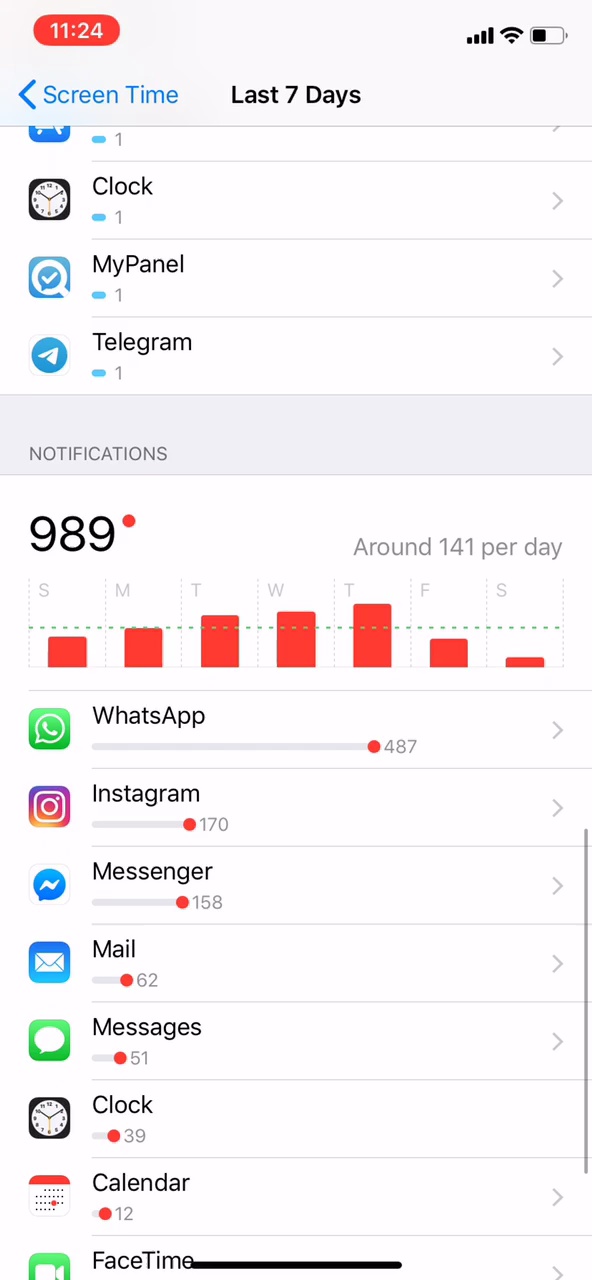 11:24
Screen Time
Last 7 Days
1
Clock
1
MyPanel
1
Telegram
1
NOTIFICATIONS
989
Around 141 per day
S M T W T F S
WhatsApp
487
Instagram
170
Messenger
158
Mail
62
Messages
51
Clock
39
Calendar
12
FaceTime